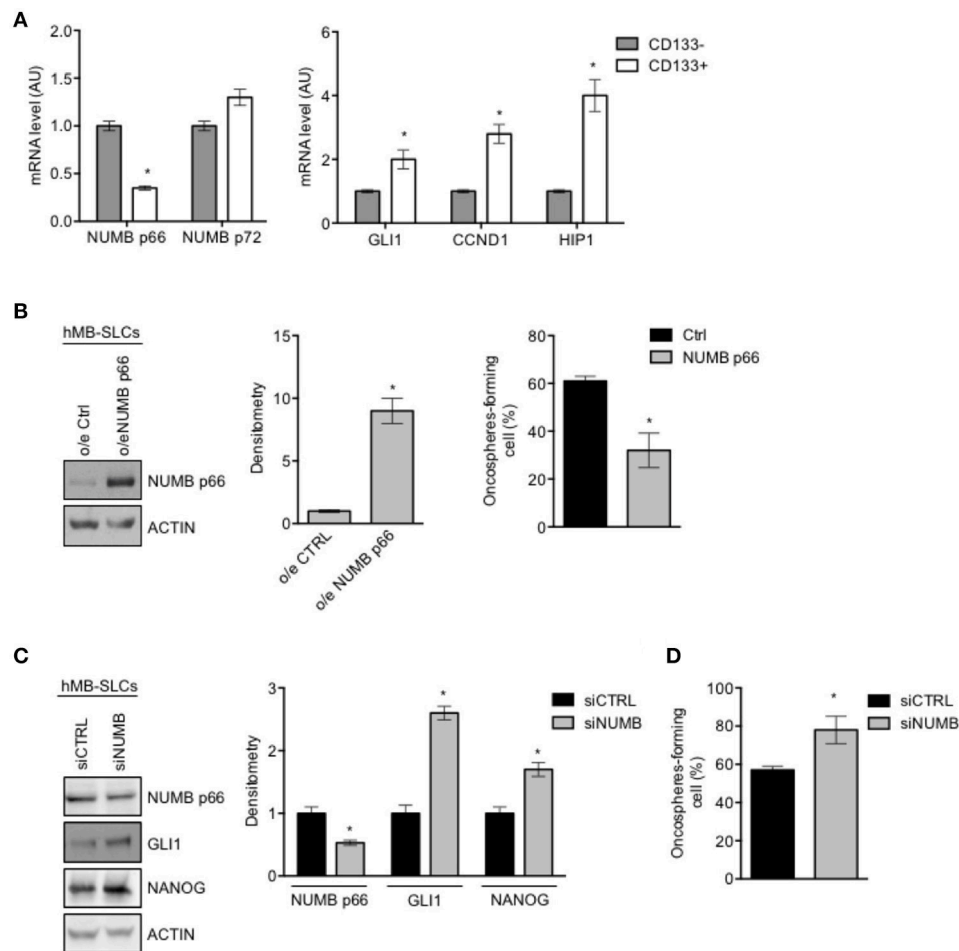 A
mRNA level (AU)
2.0
1.5
1.0
0.5
0.0
*
NUMB p66
NUMB p72
mRNA level (AU)
6
4
2
0
*
*
*
GLI1
CCND1
HIP1
CD133-
CD133+
B
hMB-SLCs
o/e Ctrl
o/eNUMB p66
NUMB p66
ACTIN
Densitometry
15
10
5
0
*
o/e CTRL
o/e NUMB p66
Oncospheres-forming
cell (%)
80
60
40
20
0
*
Ctrl
NUMB p66
C
hMB-SLCs
siCTRL
siNUMB
NUMB p66
GLI1
NANOG
ACTIN
Densitometry
3
2
1
0
*
*
*
NUMB p66
GLI1
NANOG
siCTRL
siNUMB
D
Oncospheres-forming
cell (%)
100
80
60
40
20
0
*
siCTRL
siNUMB